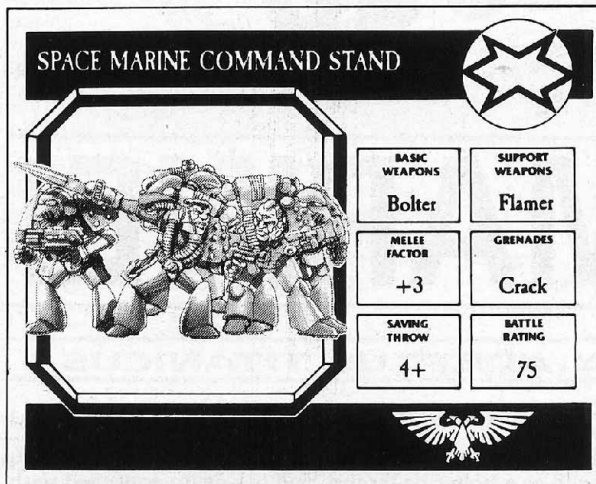 SPACE MARINE COMMAND STAND
BASIC
WEAPONS
Bolter
SUPPORT
WEAPONS
Flamer
MELEE
FACTOR
+3
GRENADES
Crack
SAVING
THROW
4+
BATTLE
RATING
75